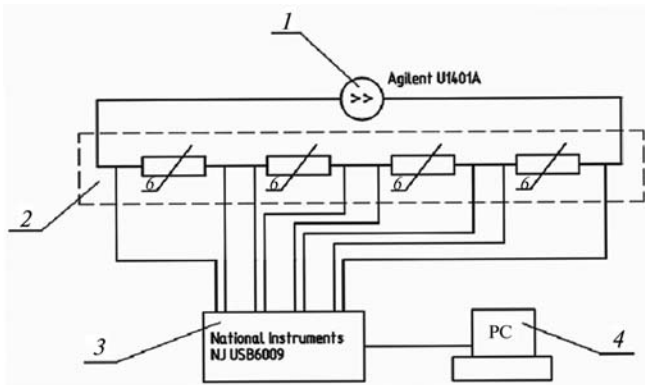 1
Agilent U1401A
>>
6 6 6 6
2
3
National Instruments
NJ USB6009
PC
4